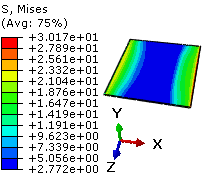 S, Mises
(Avg: 75%)
+3.017e+01
+2.789e+01
+2.561e+01
+2.332e+01
+2.104e+01
+1.876e+01
+1.647e+01
+1.419e+01
+1.191e+01
+9.623e+00
+7.339e+00
+5.056e+00
+2.772e+00
Y
X
Z